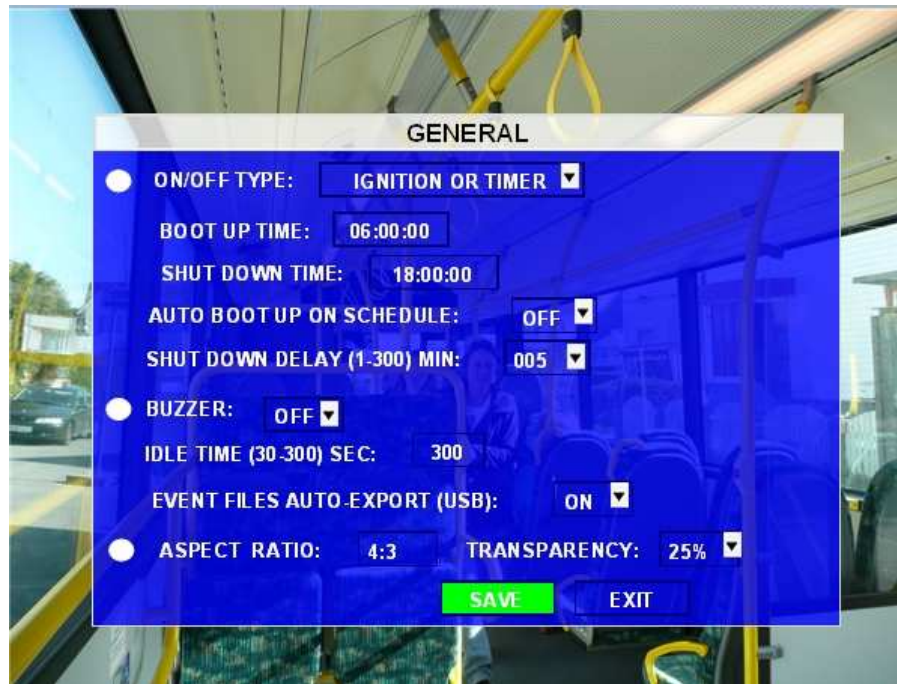 GENERAL
ON/OFF TYPE: IGNITION OR TIMER
BOOT UP TIME: 06:00:00
SHUT DOWN TIME: 18:00:00
AUTO BOOT UP ON SCHEDULE: OFF
SHUT DOWN DELAY (1-300) MIN: 005
BUZZER: OFF
IDLE TIME (30-300) SEC: 300
EVENT FILES AUTO-EXPORT (USB): ON
ASPECT RATIO: 4:3 TRANSPARENCY: 25%
SAVE EXIT